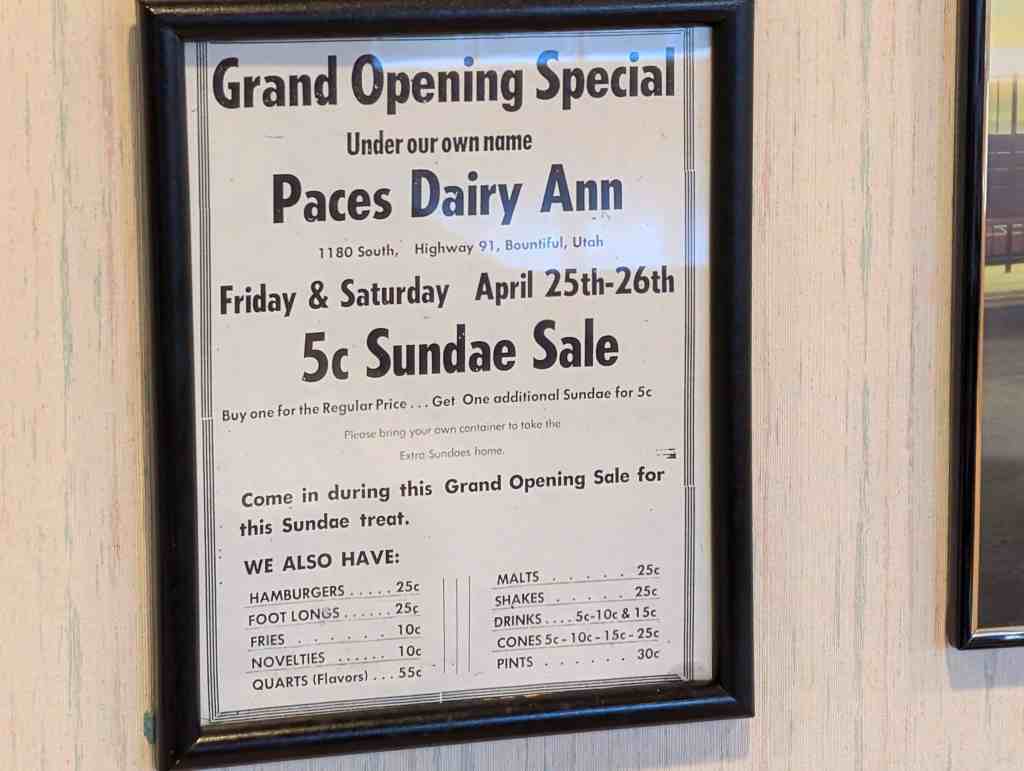 Grand Opening Special
Under our own name
Paces Dairy Ann
1180 South, Highway 91, Bountiful, Utah
Friday & Saturday April 25th-26th
5c Sundae Sale
Buy one for the Regular Price . . . Get One additional Sundae for 5c
Please bring your own container to take the
Extra Sundaes home.
Come in during this Grand Opening Sale for
this Sundae treat.
WE ALSO HAVE:
HAMBURGERS . . . . . 25c
FOOT LONGS . . . . . . 25c
FRIES . . . . . . . 10c
NOVELTIES . . . . . . 10c
QUARTS (Flavors) . . . 55c
MALTS . . . . . 25c
SHAKES . . . . . 25c
DRINKS . . . . 5c-10c & 15c
CONES 5c - 10c - 15c - 25c
PINTS . . . . . . 30c